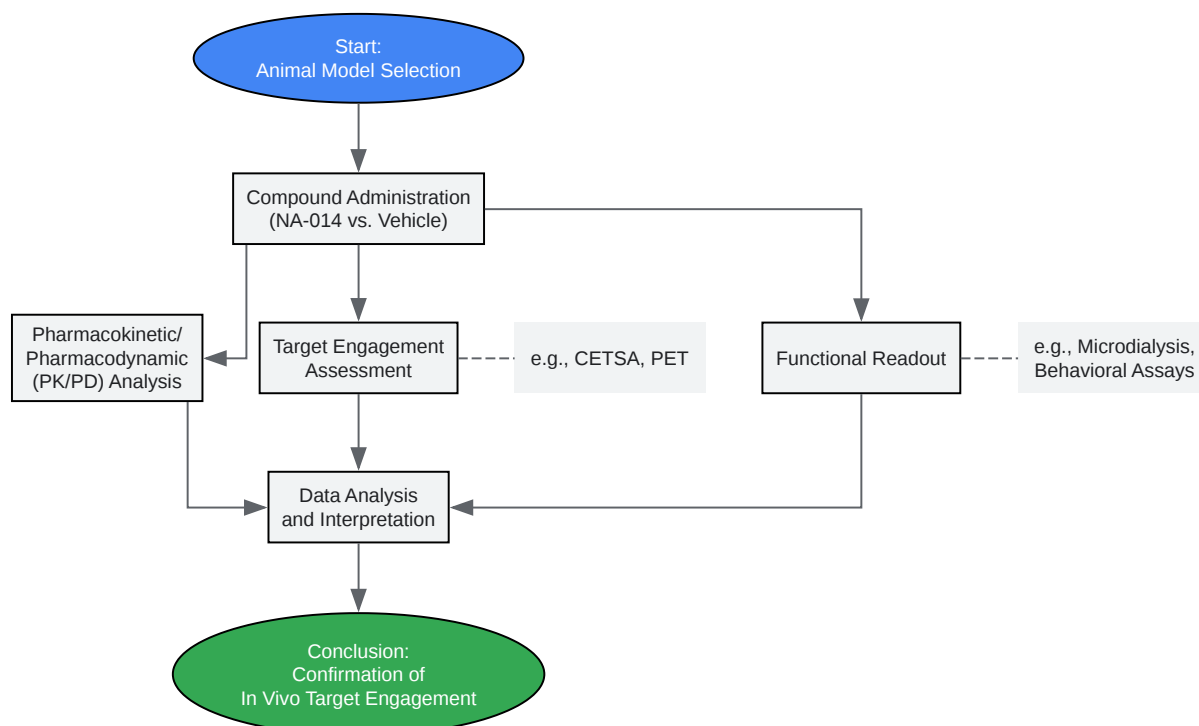 Start:
Animal Model Selection
Compound Administration
(NA-014 vs. Vehicle)
Pharmacokinetic/
Pharmacodynamic
(PK/PD) Analysis
Target Engagement
Assessment
e.g., CETSA, PET
Functional Readout
e.g., Microdialysis,
Behavioral Assays
Data Analysis
and Interpretation
Conclusion:
Confirmation of
In Vivo Target Engagement